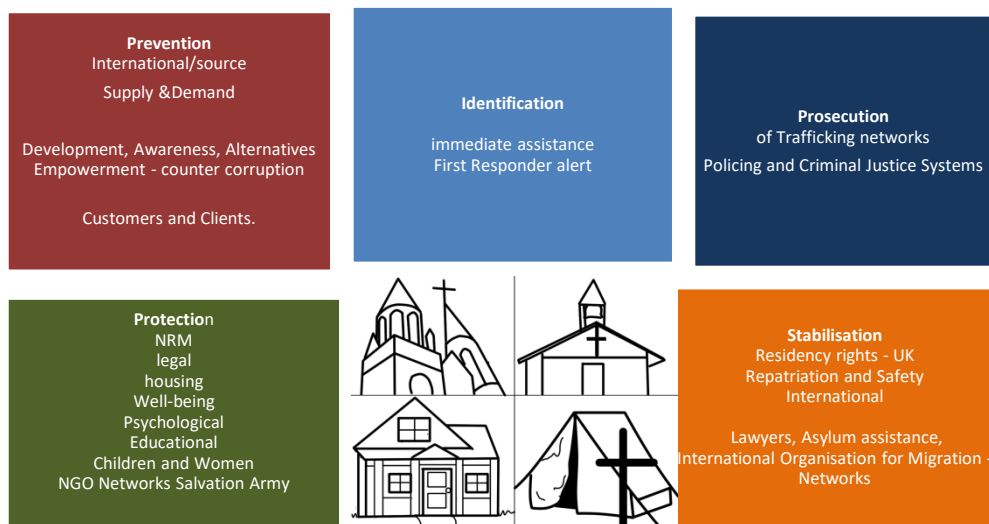 Prevention
International/source
Supply &Demand
Development, Awareness, Alternatives
Empowerment - counter corruption
Customers and Clients.
Identification
immediate assistance
First Responder alert
Prosecution
of Trafficking networks
Policing and Criminal Justice Systems
Protection
NRM
legal
housing
Well-being
Psychological
Educational
Children and Women
NGO Networks Salvation Army
Stabilisation
Residency rights - UK
Repatriation and Safety
International
Lawyers, Asylum assistance,
International Organisation for Migration -
Networks